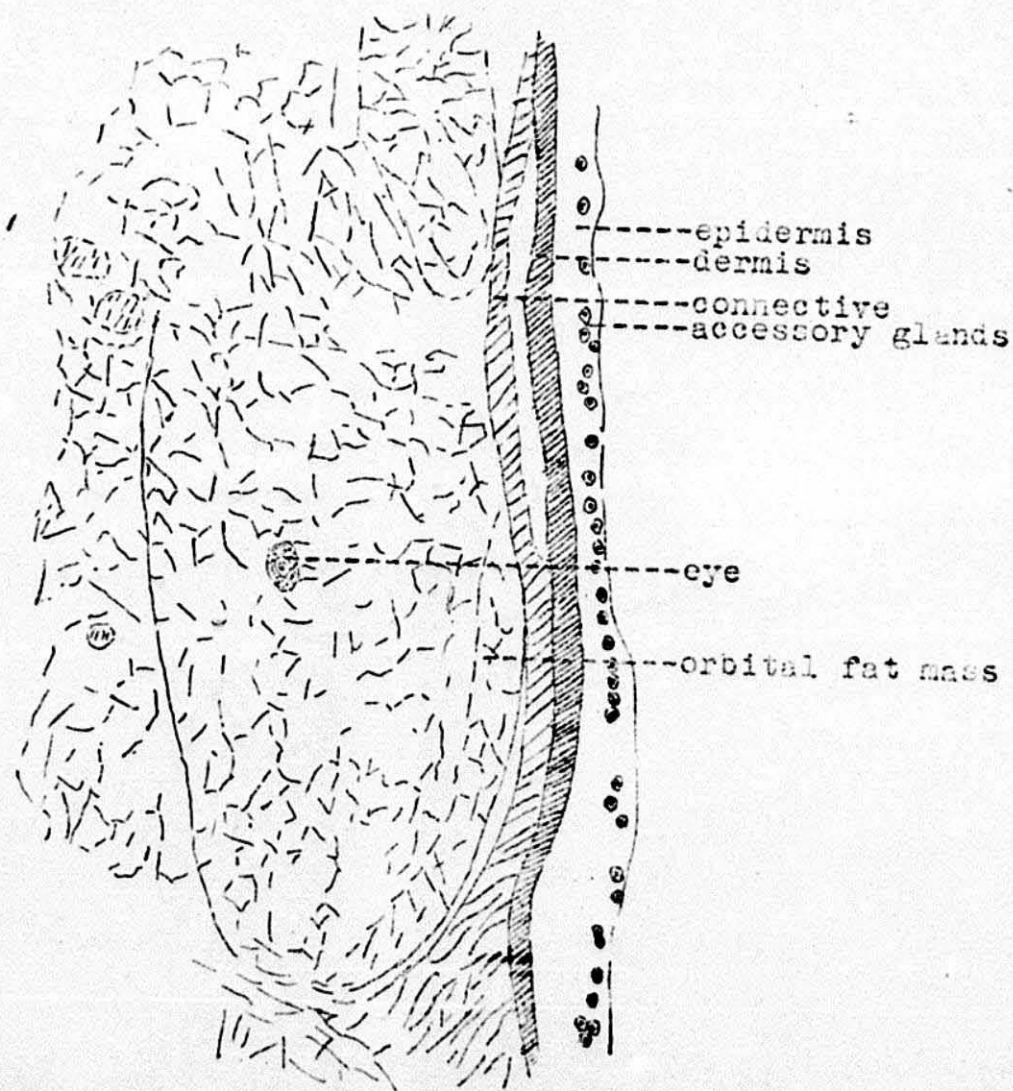 epidermis
dermis
connective
accessory glands
eye
orbital fat mass